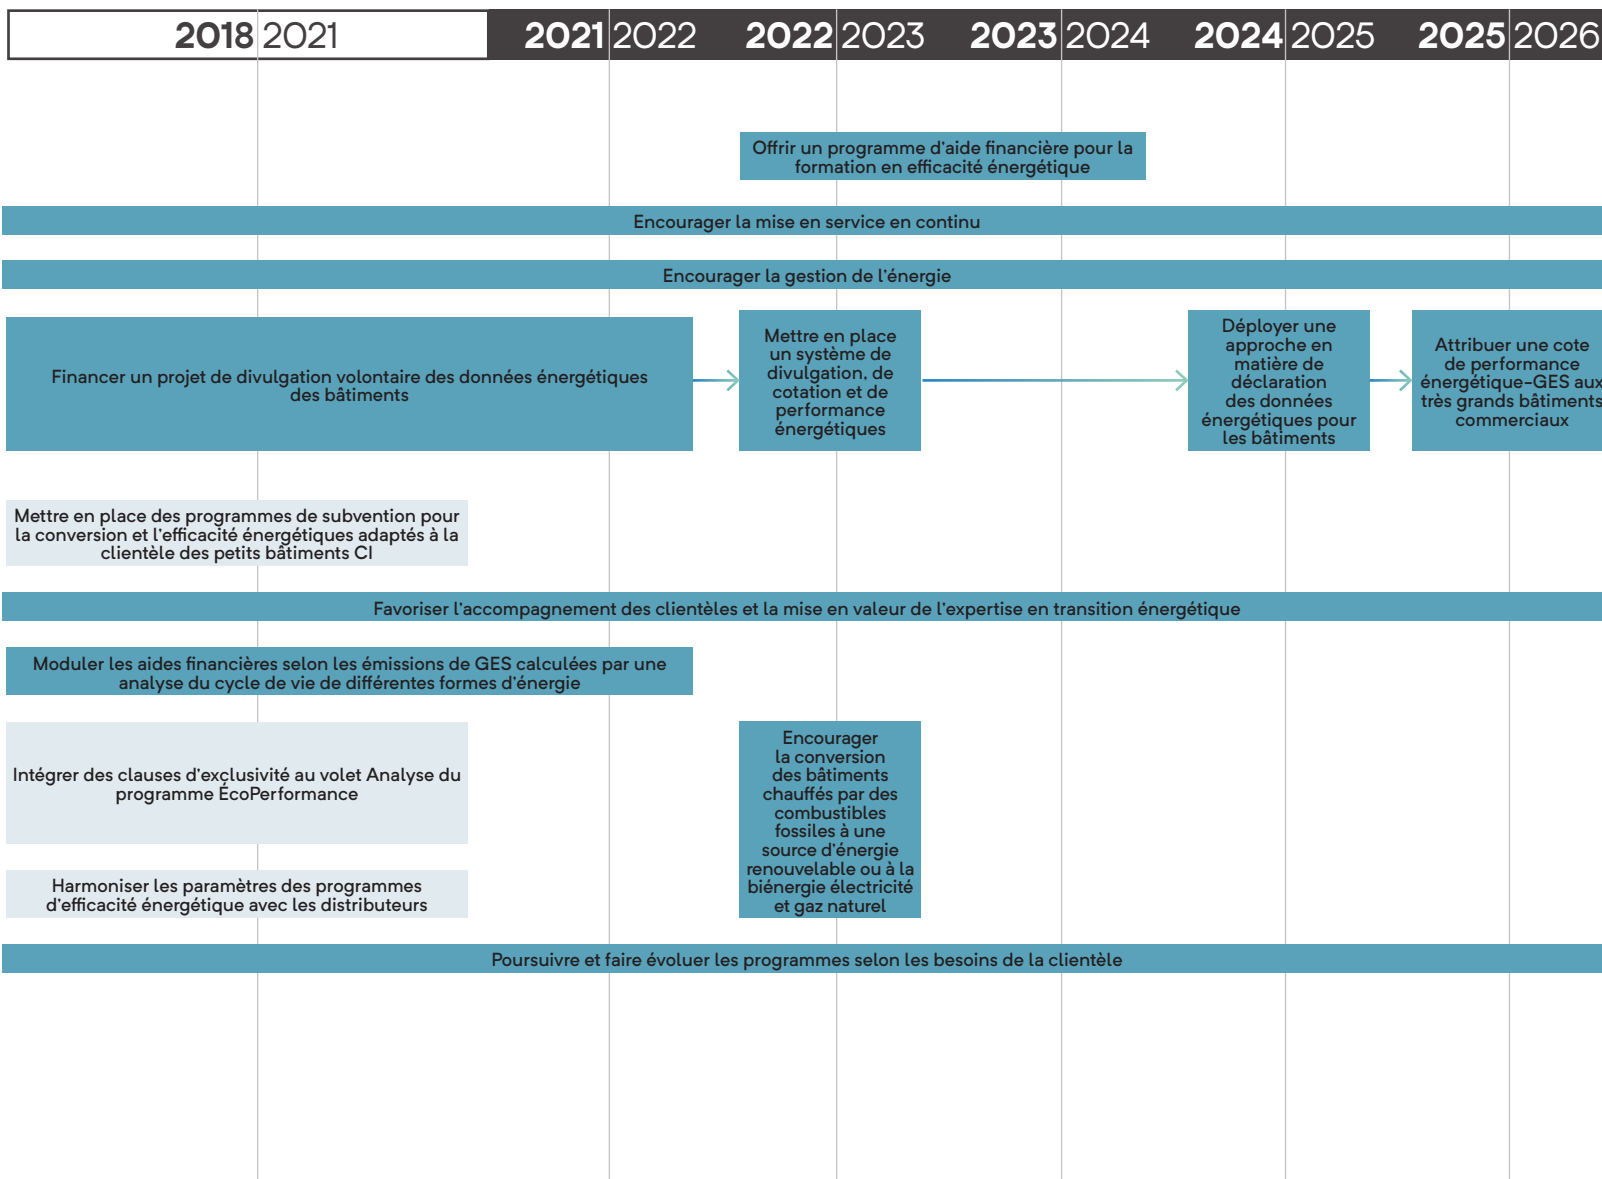 2018 2021 2021 2022 2022 2023 2023 2024 2024 2025 2025 2026
Offrir un programme d'aide financière pour la
formation en efficacité énergétique
Encourager la mise en service en continu
Encourager la gestion de l'énergie
Financer un projet de divulgation volontaire des données énergétiques
des bâtiments
Mettre en place
un système de
divulgation, de
cotation et de
performance
énergétiques
Déployer une
approche en
matière de
déclaration
des données
énergétiques pour
les bâtiments
Attribuer une cote
de performance
énergétique-GES aux
très grands bâtiments
commerciaux
Mettre en place des programmes de subvention pour
la conversion et l'efficacité énergétiques adaptés à la
clientèle des petits bâtiments CI
Favoriser l'accompagnement des clientèles et la mise en valeur de l'expertise en transition énergétique
Moduler les aides financières selon les émissions de GES calculées par une
analyse du cycle de vie de différentes formes d'énergie
Intégrer des clauses d'exclusivité au volet Analyse du
programme ÉcoPerformance
Encourager
la conversion
des bâtiments
chauffés par des
combustibles
fossiles à une
source d'énergie
renouvelable ou à la
biénergie électricité
et gaz naturel
Harmoniser les paramètres des programmes
d'efficacité énergétique avec les distributeurs
Poursuivre et faire évoluer les programmes selon les besoins de la clientèle